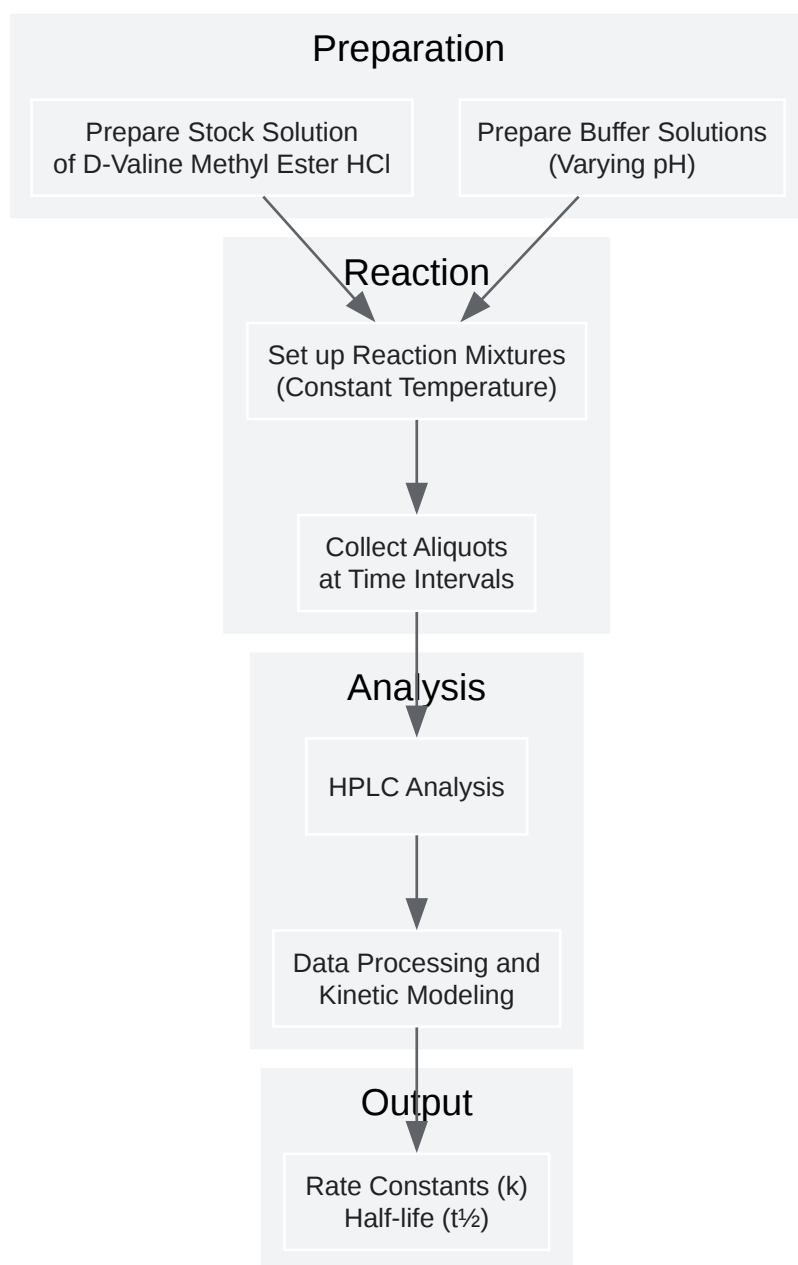 Preparation
Prepare Stock Solution
of D-Valine Methyl Ester HCl
Prepare Buffer Solutions
(Varying pH)
Reaction
Set up Reaction Mixtures
(Constant Temperature)
Collect Aliquots
at Time Intervals
Analysis
HPLC Analysis
Data Processing and
Kinetic Modeling
Output
Rate Constants (k)
Half-life (t½)